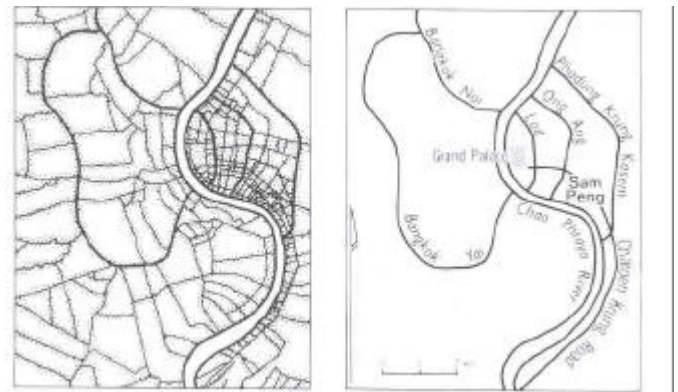 Bangkok Noi
Phadung Krung Kasem
Ong Ang
Lot
Grand Palace
Sam
Peng
Chao Phraya River
Bangkok Yai
Charoen Krung Road